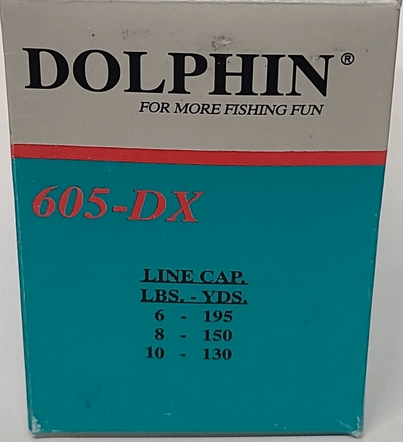 DOLPHIN®
FOR MORE FISHING FUN
605-DX
LINE CAP.
LBS. - YDS.
6 - 195
8 - 150
10 - 130